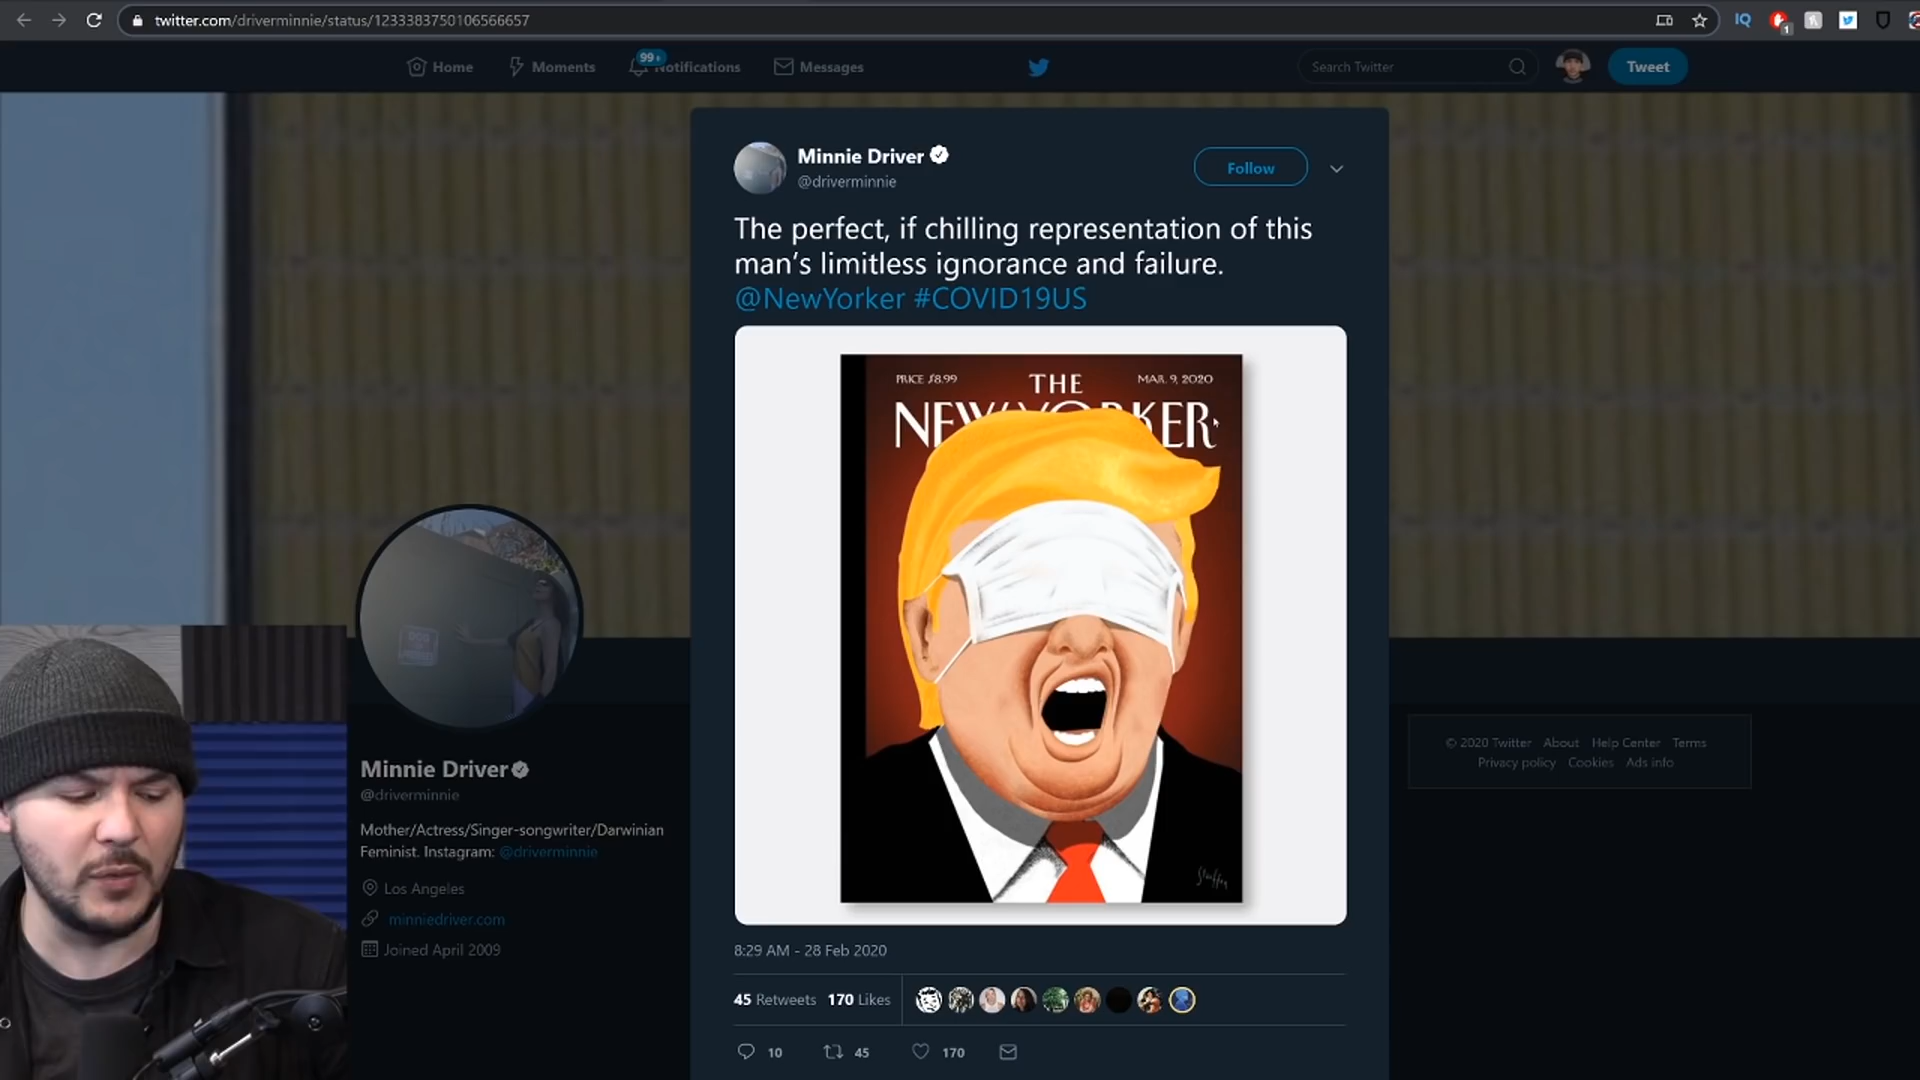 twitter.com/driverminnie/status/1233383750106566657
IQ
1
Home
Moments
99+
Notifications
Messages
Search Twitter
Tweet
Minnie Driver
@driverminnie
Follow
The perfect, if chilling representation of this
man's limitless ignorance and failure.
@NewYorker #COVID19US
PRICE $8.99
THE
MAR. 9, 2020
NEW YORKER
8:29 AM - 28 Feb 2020
45 Retweets 170 Likes
10
45
170
Minnie Driver
@driverminnie
Mother/Actress/Singer-songwriter/Darwinian
Feminist. Instagram: @driverminnie
Los Angeles
minniedriver.com
Joined April 2009
© 2020 Twitter About Help Center Terms
Privacy policy Cookies Ads info